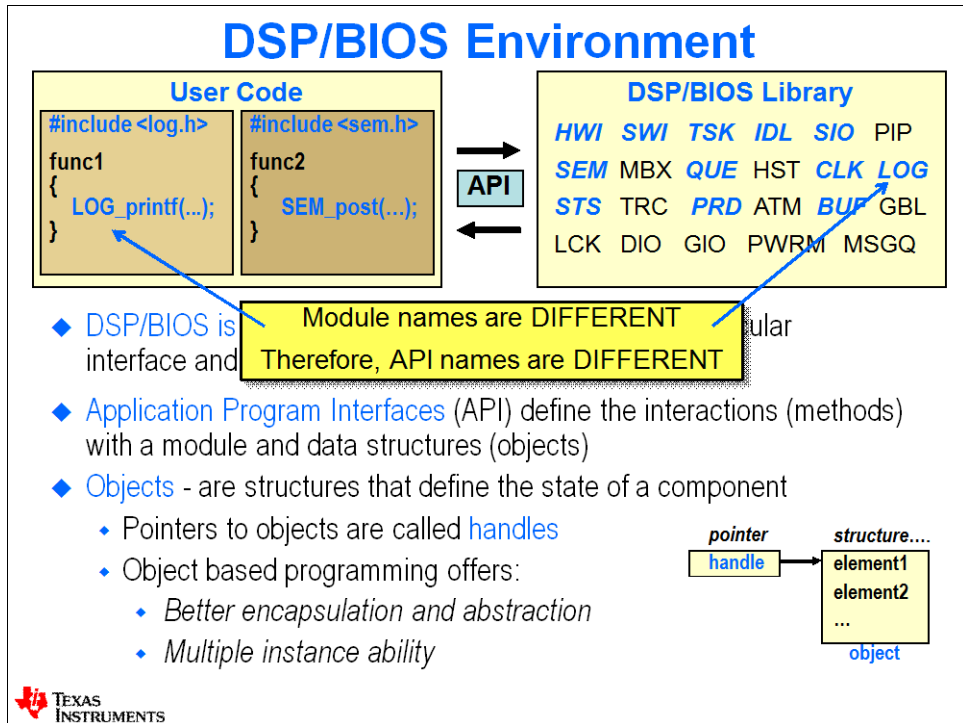 DSP/BIOS Environment
User Code
#include <log.h>
func1
{
LOG_printf(...);
}
#include <sem.h>
func2
{
SEM_post(…);
}
API
DSP/BIOS Library
HWI SWI TSK IDL SIO PIP
SEM MBX QUE HST CLK LOG
STS TRC PRD ATM BUF GBL
LCK DIO GIO PWRM MSGQ
Module names are DIFFERENT
Therefore, API names are DIFFERENT
◆ DSP/BIOS is ular
interface and
◆ Application Program Interfaces (API) define the interactions (methods)
with a module and data structures (objects)
◆ Objects - are structures that define the state of a component
◆ Pointers to objects are called handles
◆ Object based programming offers:
◆ Better encapsulation and abstraction
◆ Multiple instance ability
pointer
handle
structure….
element1
element2
…
object
TEXAS
INSTRUMENTS